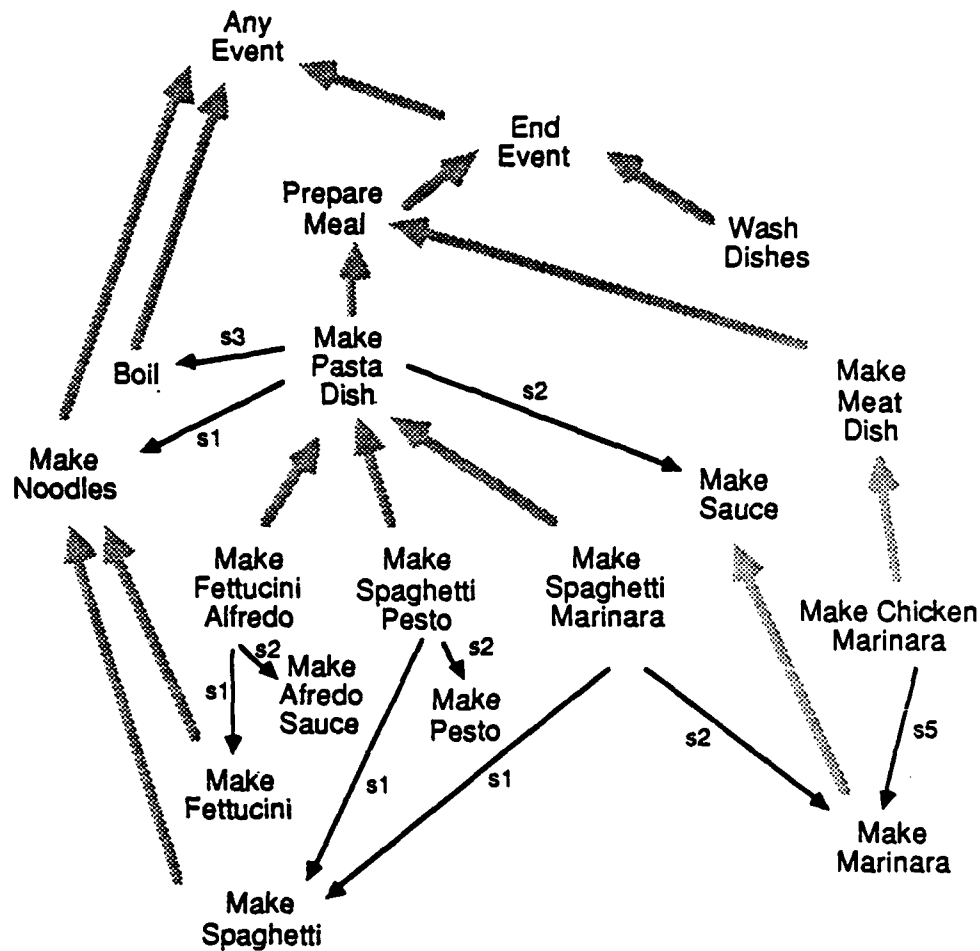 Any
Event
End
Event
Prepare
Meal
Wash
Dishes
s3
Boil
Make
Pasta
Dish
s2
Make
Meat
Dish
s1
Make
Noodles
Make
Sauce
Make
Fettucini
Alfredo
Make
Spaghetti
Pesto
Make
Spaghetti
Marinara
Make Chicken
Marinara
s2
s1
Make
Afredo
Sauce
s2
Make
Pesto
s1
s1
s2
s5
Make
Fettucini
Make
Marinara
Make
Spaghetti